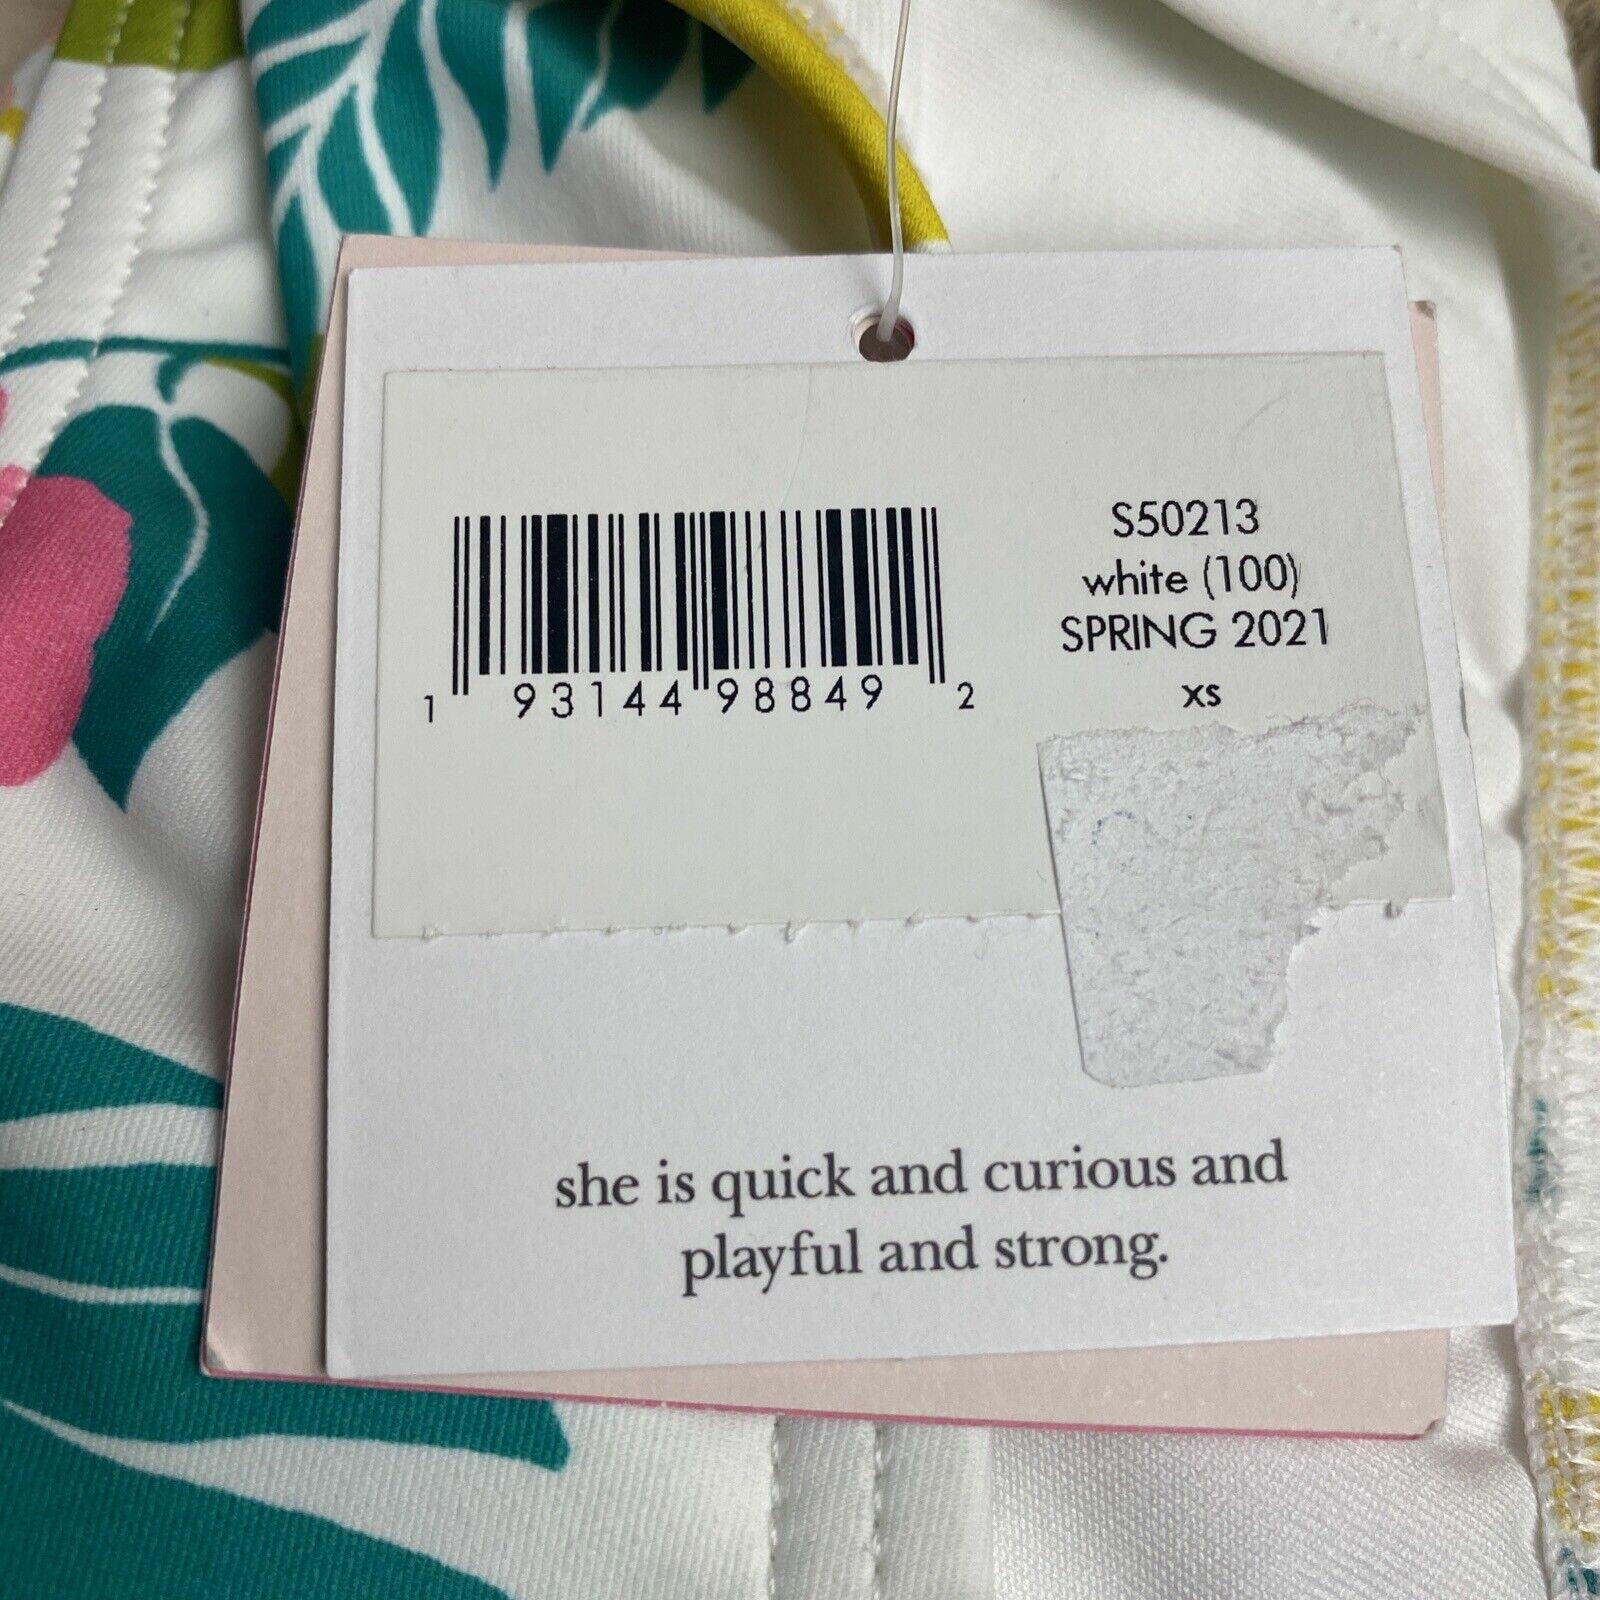 S50213
white (100)
SPRING 2021
xs
1 93144 98849 2
she is quick and curious and
playful and strong.